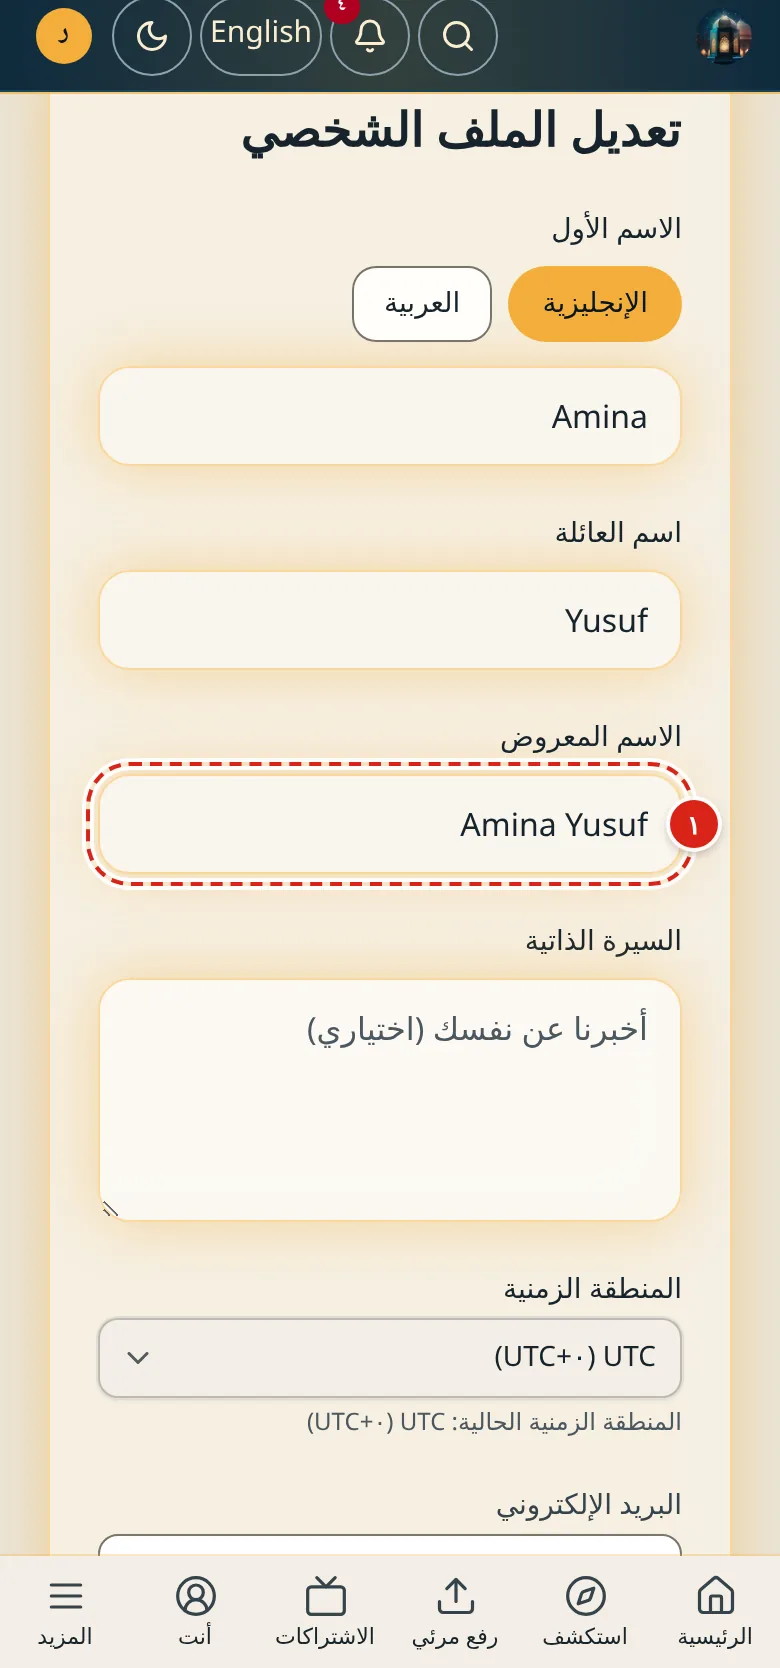 ٤
English
ر
تعديل الملف الشخصي
الاسم الأول
الإنجليزية
العربية
Amina
اسم العائلة
Yusuf
الاسم المعروض
Amina Yusuf
١
السيرة الذاتية
أخبرنا عن نفسك (اختياري)
المنطقة الزمنية
UTC (UTC+٠)
المنطقة الزمنية الحالية: UTC (UTC+٠)
البريد الإلكتروني
الرئيسية
استكشف
رفع مرئي
الاشتراكات
أنت
المزيد